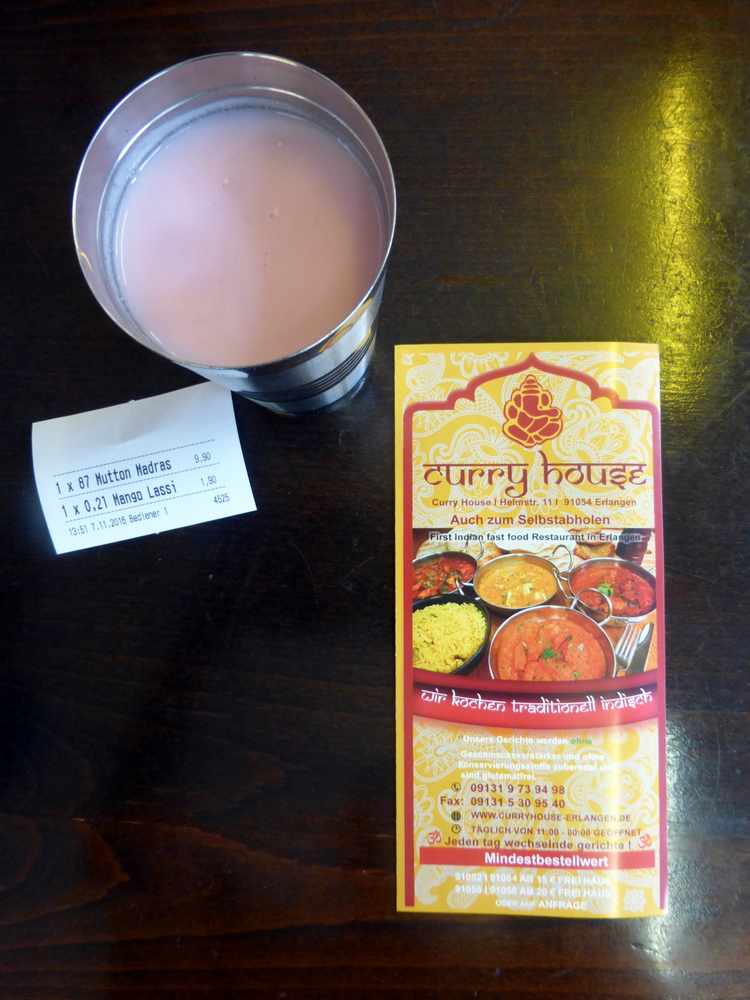 1 x 87 Mutton Madras 9,90
1 x 0,2l Mango Lassi 1,90
13:51 7.11.2016 Bediener 1 4525
curry house
Curry House | Helmstr. 11 | 91054 Erlangen
Auch zum Selbstabholen
First Indian fast food Restaurant in Erlangen
wir kochen traditionell indisch
Unsere Gerichte werden ohne
Geschmacksverstärker und ohne
Konservierungsstoffe zubereitet und
sind glutamatfrei.
09131 9 73 94 98
Fax: 09131 5 30 95 40
WWW.CURRYHOUSE-ERLANGEN.DE
TÄGLICH VON 11:00 - 00:00 GEÖFFNET
ॐ Jeden tag wechselnde gerichte ! ॐ
Mindestbestellwert
91052 | 91054 AB 15 € FREI HAUS
91056 | 91058 AB 20 € FREI HAUS
ODER AUF ANFRAGE